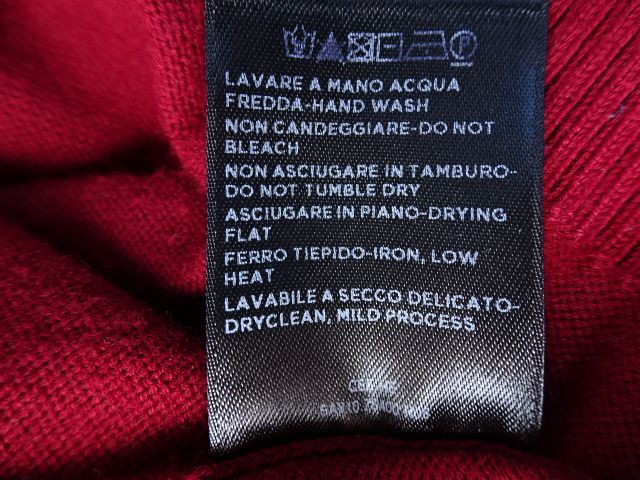 LAVARE A MANO ACQUA
FREDDA-HAND WASH
NON CANDEGGIARE-DO NOT
BLEACH
NON ASCIUGARE IN TAMBURO-
DO NOT TUMBLE DRY
ASCIUGARE IN PIANO-DRYING
FLAT
FERRO TIEPIDO-IRON, LOW
HEAT
LAVABILE A SECCO DELICATO-
DRYCLEAN, MILD PROCESS